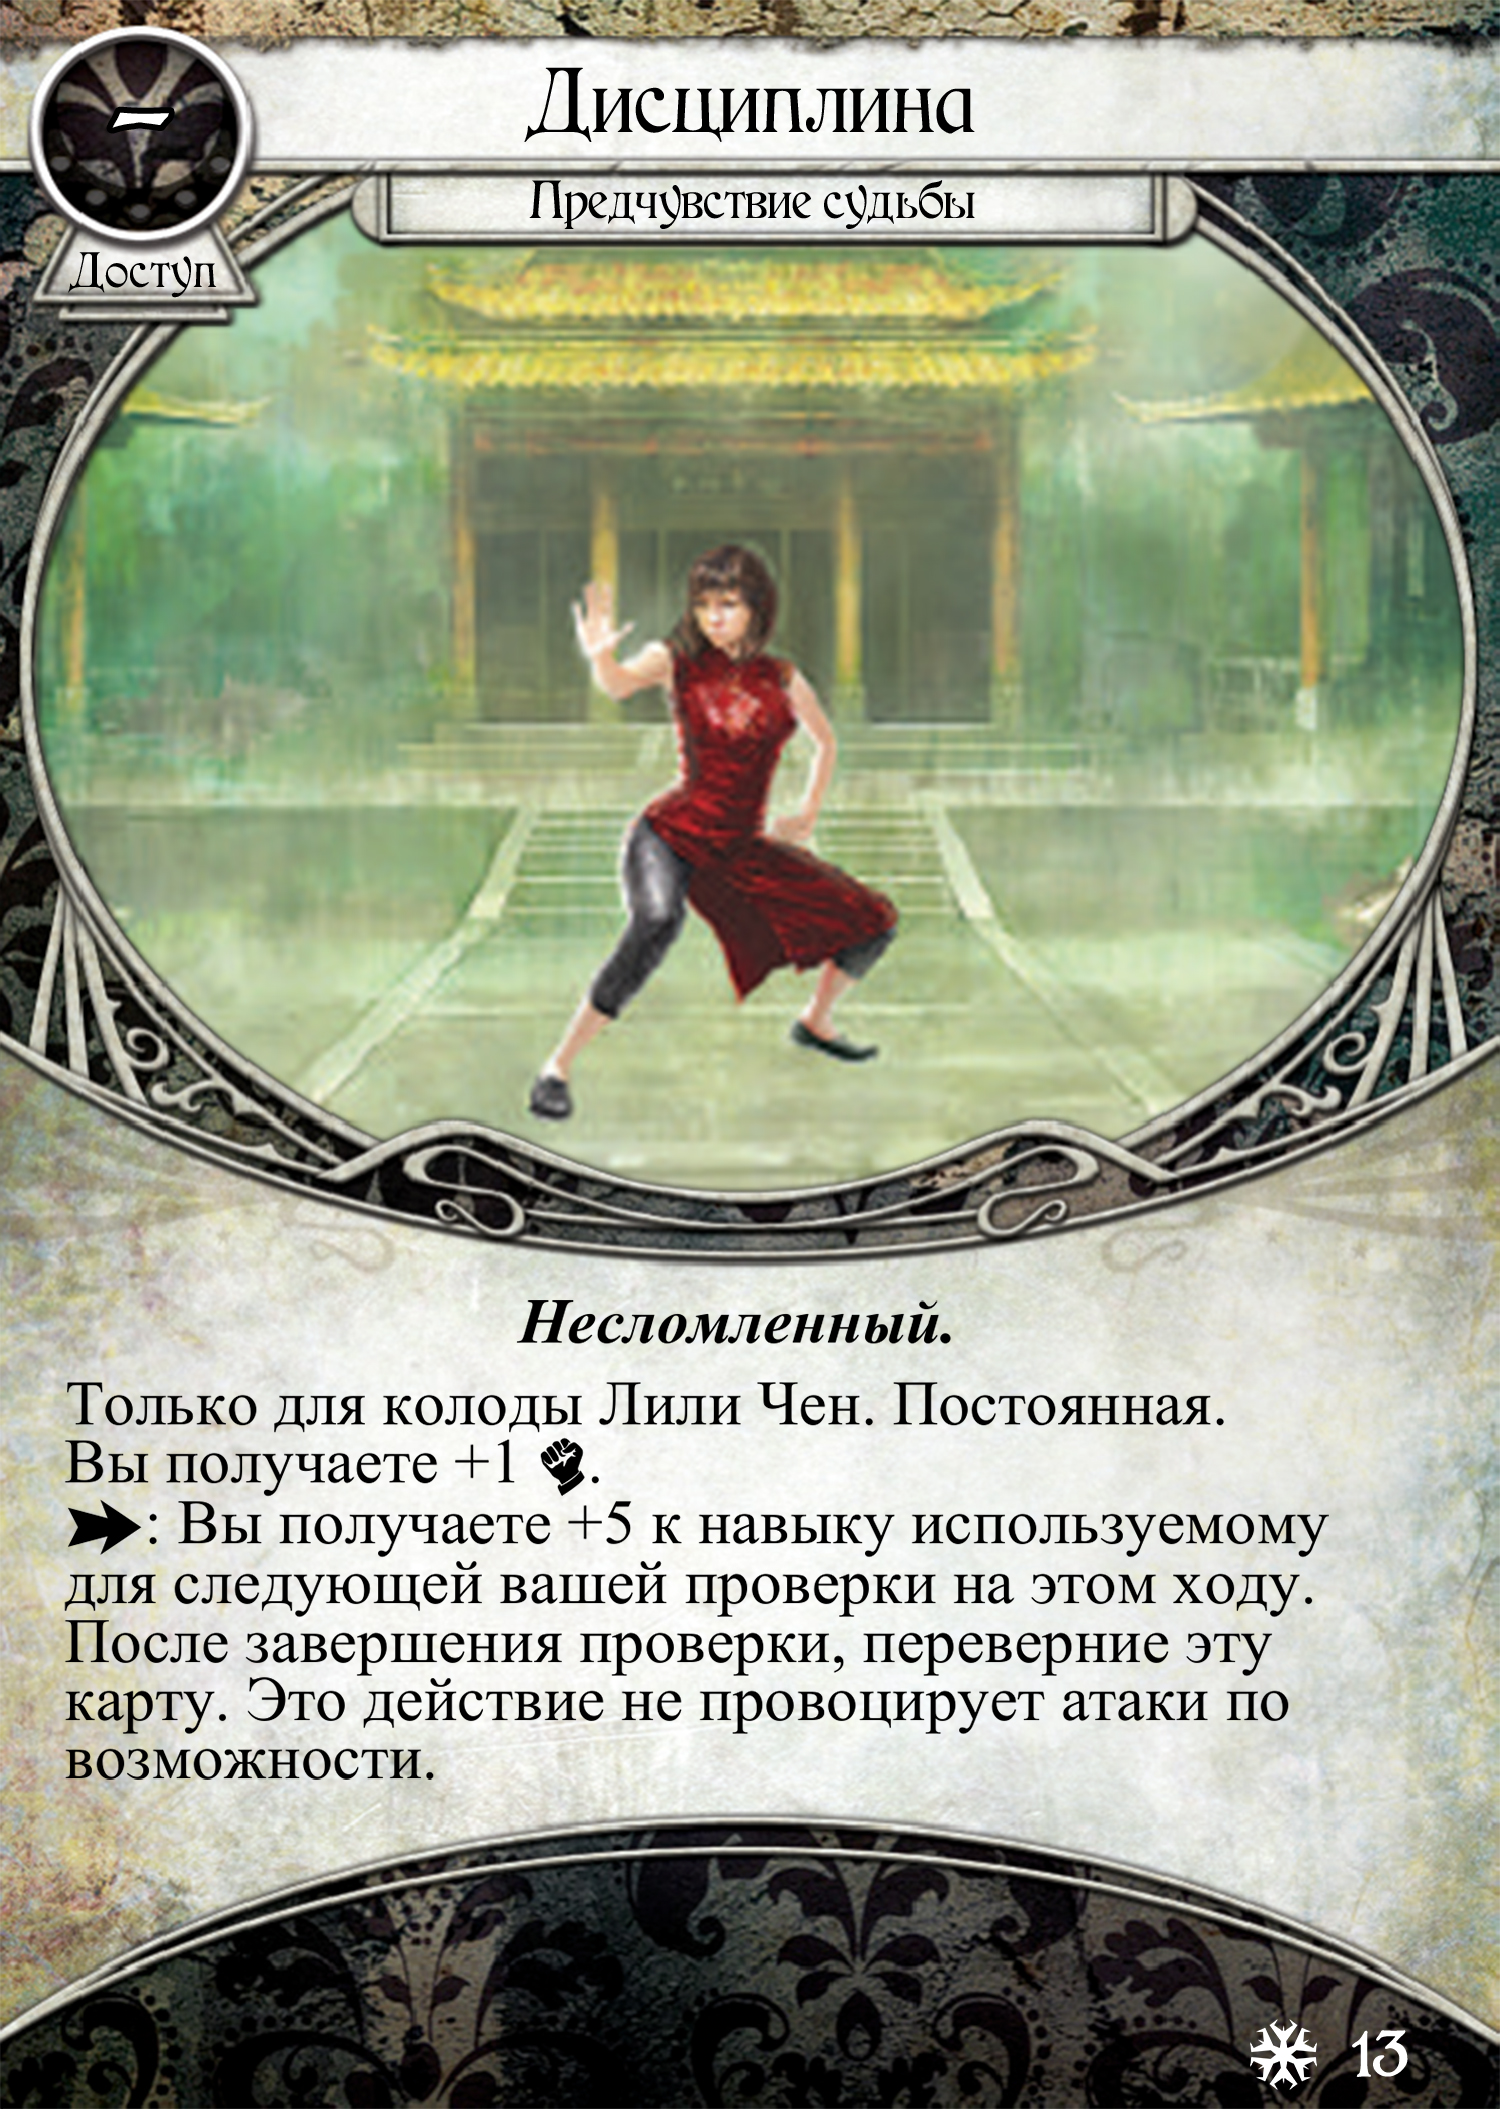 –
Дисциплина
Предчувствие судьбы
Доступ
Несломленный.
Только для колоды Лили Чен. Постоянная.
Вы получаете +1 .
: Вы получаете +5 к навыку используемому
для следующей вашей проверки на этом ходу.
После завершения проверки, переверние эту
карту. Это действие не провоцирует атаки по
возможности.
13